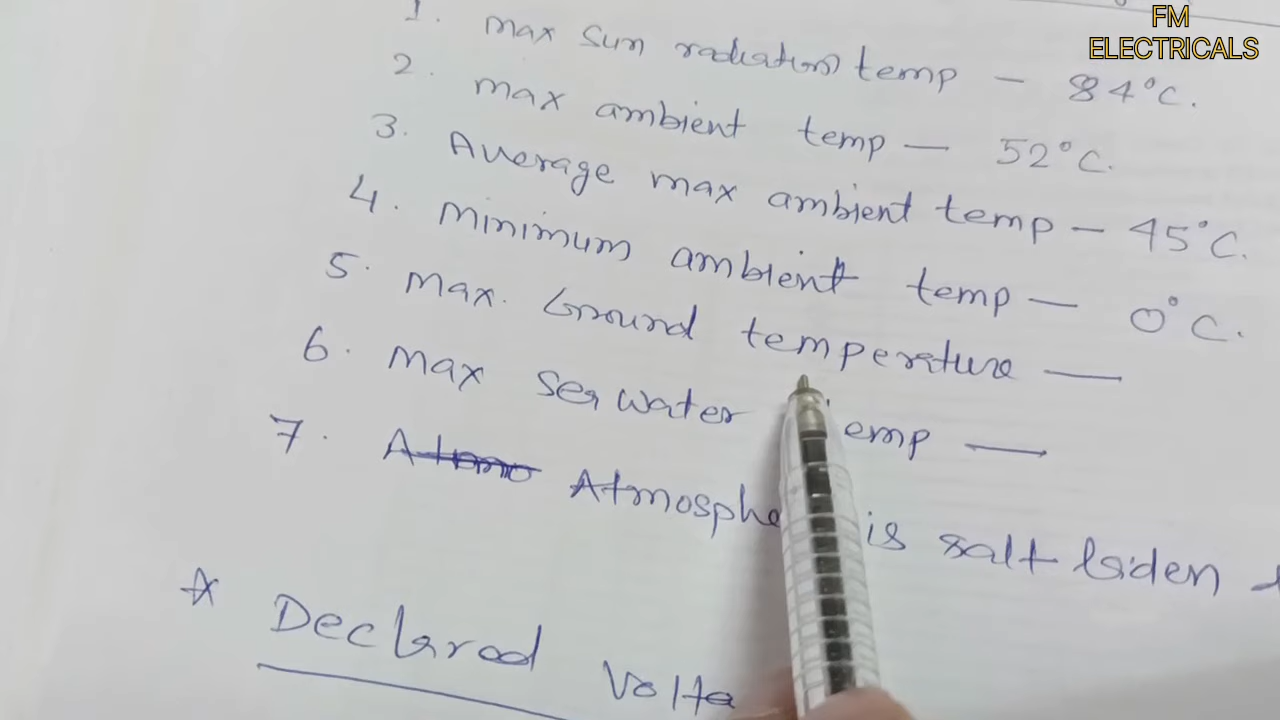 FM
ELECTRICALS
1. max sun radiation temp - 84°C.
2. max ambient temp - 52°C.
3. Average max ambient temp - 45°C.
4. Minimum ambient temp - 0°C.
5. Max. Ground temperature -
6. Max sea water temp -
7. Atmosphe is salt laden
* Declared Volta